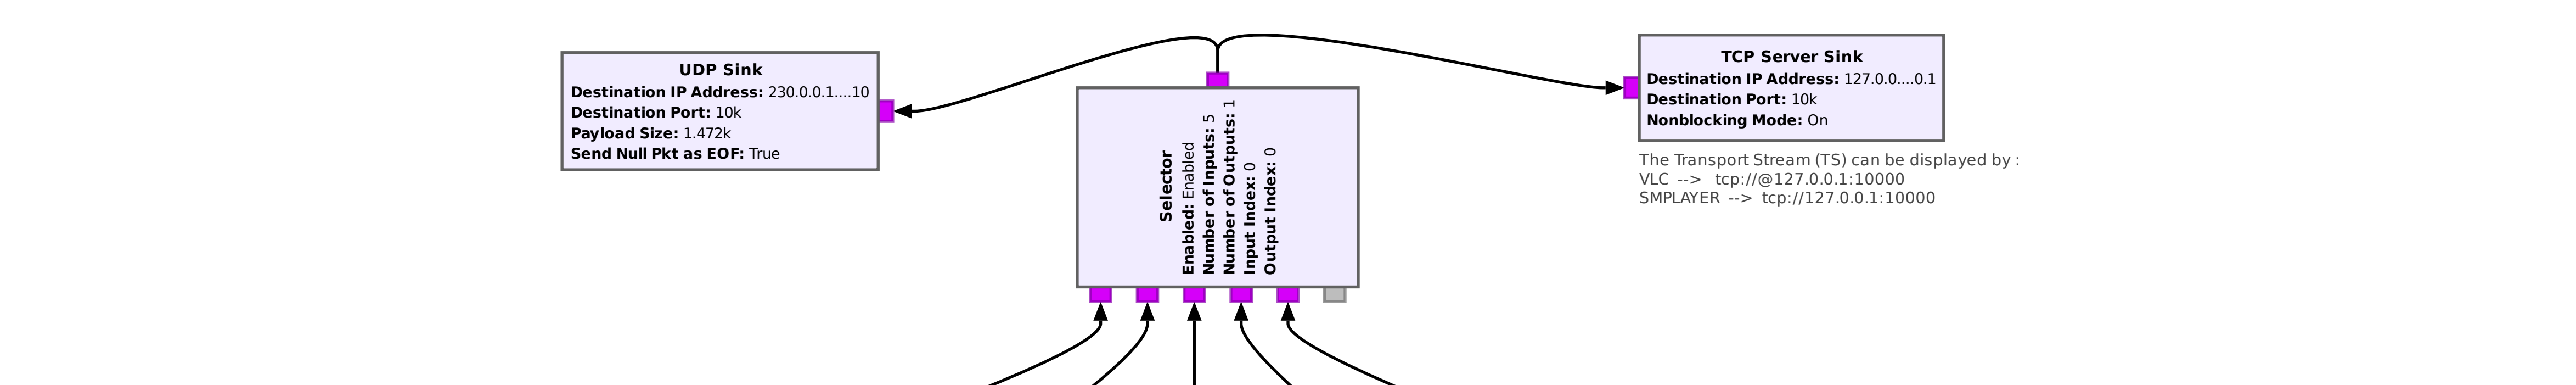 UDP Sink
Destination IP Address: 230.0.0.1....10
Destination Port: 10k
Payload Size: 1.472k
Send Null Pkt as EOF: True
Selector
Enabled: Enabled
Number of Inputs: 5
Number of Outputs: 1
Input Index: 0
Output Index: 0
TCP Server Sink
Destination IP Address: 127.0.0....0.1
Destination Port: 10k
Nonblocking Mode: On
The Transport Stream (TS) can be displayed by :
VLC --> tcp://@127.0.0.1:10000
SMPLAYER --> tcp://127.0.0.1:10000